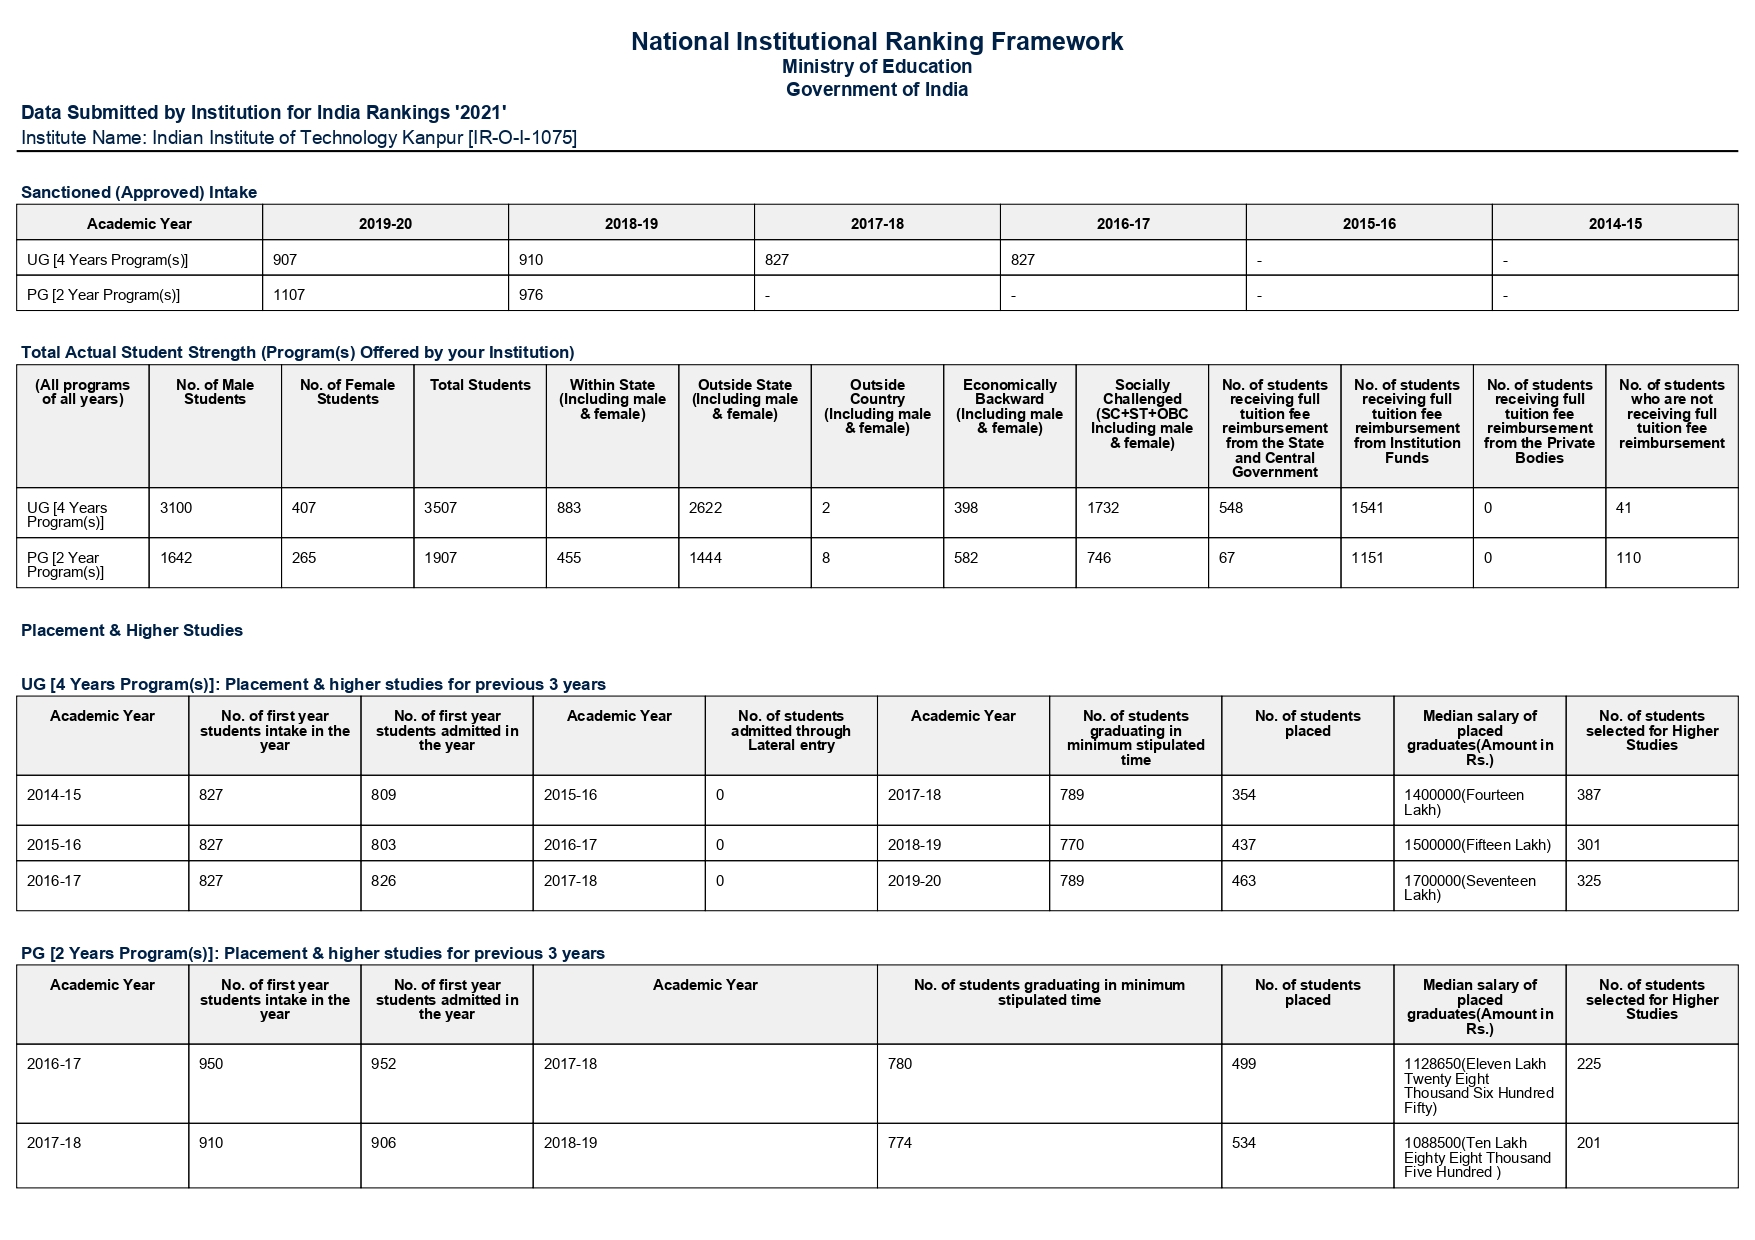 National Institutional Ranking Framework
Ministry of Education
Government of India
Data Submitted by Institution for India Rankings '2021'
Institute Name: Indian Institute of Technology Kanpur [IR-O-I-1075]
Sanctioned (Approved) Intake
Academic Year 2019-20 2018-19 2017-18 2016-17 2015-16 2014-15
UG [4 Years Program(s)] 907 910 827 827 - -
PG [2 Year Program(s)] 1107 976 - - - -
Total Actual Student Strength (Program(s) Offered by your Institution)
(All programs No. of Male No. of Female Total Students Within State Outside State Outside Economically Socially No. of students No. of students No. of students No. of students
of all years) Students Students (Including male (Including male Country Backward Challenged receiving full receiving full receiving full who are not
& female) & female) (Including male (Including male (SC+ST+OBC tuition fee tuition fee tuition fee receiving full
& female) & female) Including male reimbursement reimbursement reimbursement tuition fee
& female) from the State from Institution from the Private reimbursement
and Central Funds Bodies
Government
UG [4 Years 3100 407 3507 883 2622 2 398 1732 548 1541 0 41
Program(s)]
PG [2 Year 1642 265 1907 455 1444 8 582 746 67 1151 0 110
Program(s)]
Placement & Higher Studies
UG [4 Years Program(s)]: Placement & higher studies for previous 3 years
Academic Year No. of first year No. of first year Academic Year No. of students Academic Year No. of students No. of students Median salary of No. of students
students intake in the students admitted in admitted through graduating in placed placed selected for Higher
year the year Lateral entry minimum stipulated graduates(Amount in Studies
time Rs.)
2014-15 827 809 2015-16 0 2017-18 789 354 1400000(Fourteen 387
Lakh)
2015-16 827 803 2016-17 0 2018-19 770 437 1500000(Fifteen Lakh) 301
2016-17 827 826 2017-18 0 2019-20 789 463 1700000(Seventeen 325
Lakh)
PG [2 Years Program(s)]: Placement & higher studies for previous 3 years
Academic Year No. of first year No. of first year Academic Year No. of students graduating in minimum No. of students Median salary of No. of students
students intake in the students admitted in stipulated time placed placed selected for Higher
year the year graduates(Amount in Studies
Rs.)
2016-17 950 952 2017-18 780 499 1128650(Eleven Lakh 225
Twenty Eight
Thousand Six Hundred
Fifty)
2017-18 910 906 2018-19 774 534 1088500(Ten Lakh 201
Eighty Eight Thousand
Five Hundred )